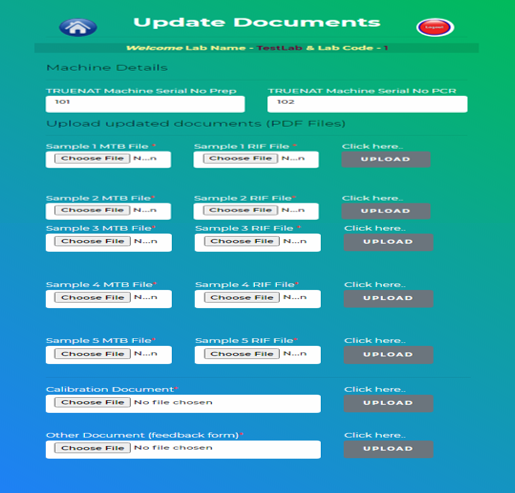 Update Documents
Logout
Welcome Lab Name - TestLab & Lab Code - 1
Machine Details
TRUENAT Machine Serial No Prep TRUENAT Machine Serial No PCR
101 102
Upload updated documents (PDF Files)
Sample 1 MTB File * Sample 1 RIF File * Click here..
Choose File N...n Choose File N...n UPLOAD
Sample 2 MTB File* Sample 2 RIF File* Click here..
Choose File N...n Choose File N...n UPLOAD
Sample 3 MTB File* Sample 3 RIF File* Click here..
Choose File N...n Choose File N...n UPLOAD
Sample 4 MTB File* Sample 4 RIF File* Click here..
Choose File N...n Choose File N...n UPLOAD
Sample 5 MTB File* Sample 5 RIF File* Click here..
Choose File N...n Choose File N...n UPLOAD
Calibration Document* Click here..
Choose File No file chosen UPLOAD
Other Document (feedback form)* Click here..
Choose File No file chosen UPLOAD